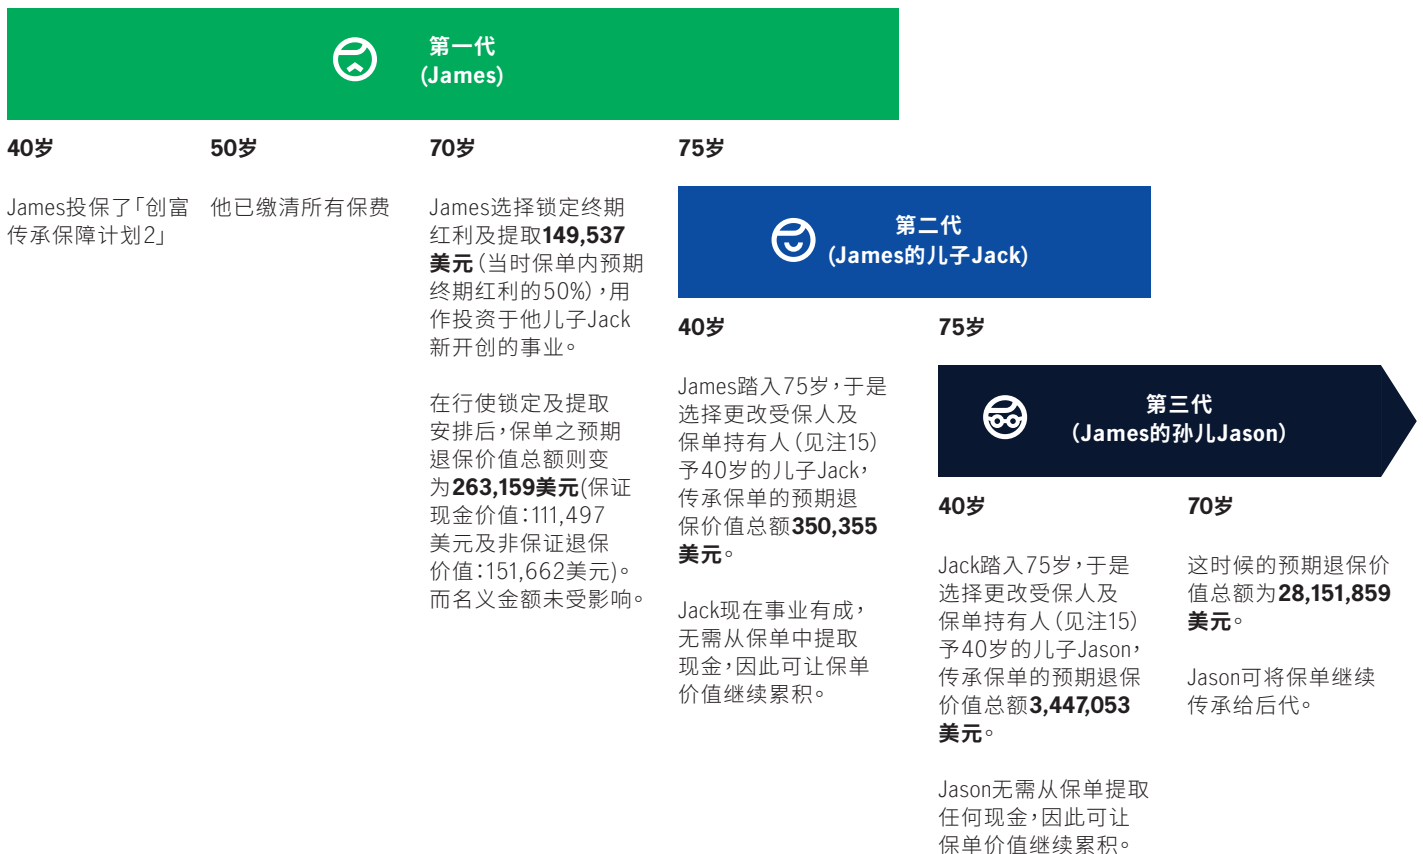 第一代
(James)
40岁
50岁
70岁
75岁
James投保了「创富
传承保障计划2」
他已缴清所有保费
James选择锁定终期
红利及提取149,537
美元（当时保单内预期
终期红利的50%），用
作投资于他儿子Jack
新开创的事业。
在行使锁定及提取
安排后，保单之预期
退保价值总额则变
为263,159美元(保证
现金价值：111,497
美元及非保证退保
价值：151,662美元)。
而名义金额未受影响。
第二代
(James的儿子Jack)
40岁
75岁
James踏入75岁，于是
选择更改受保人及
保单持有人（见注15）
予40岁的儿子Jack，
传承保单的预期退
保价值总额350,355
美元。
Jack现在事业有成，
无需从保单中提取
现金，因此可让保单
价值继续累积。
第三代
（James的孙儿Jason）
40岁
70岁
Jack踏入75岁，于是
选择更改受保人及
保单持有人（见注15）
予40岁的儿子Jason，
传承保单的预期退保
价值总额3,447,053
美元。
Jason无需从保单提取
任何现金，因此可让
保单价值继续累积。
这时候的预期退保价
值总额为28,151,859
美元。
Jason可将保单继续
传承给后代。